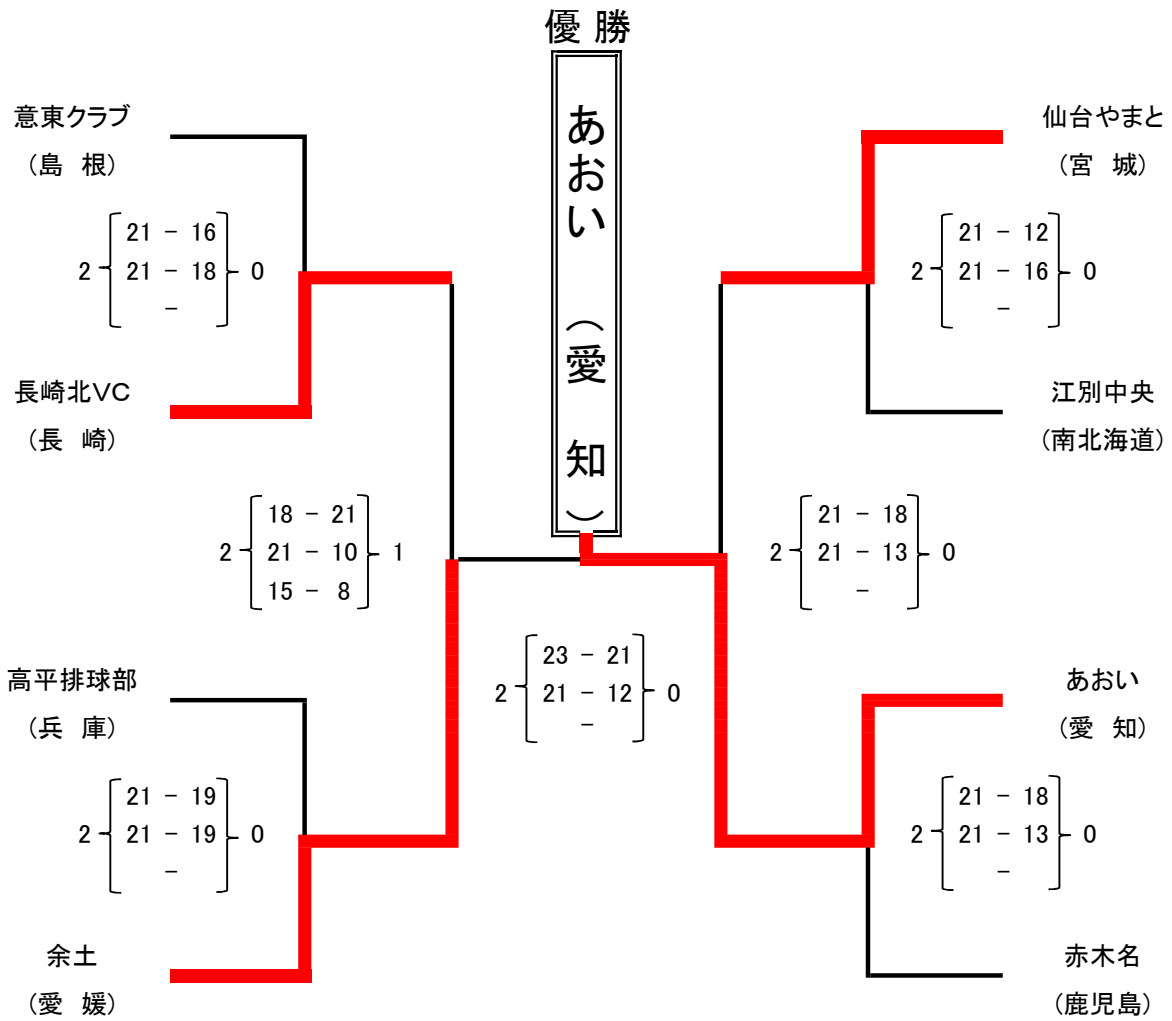 優勝
あおい （愛 知）
意東クラブ
（島 根）
2 21 - 16 0
21 - 18
-
長崎北VC
（長 崎）
18 - 21
2 21 - 10 1
15 - 8
高平排球部
（兵 庫）
21 - 19
2 21 - 19 0
-
余土
（愛 媛）
23 - 21
2 21 - 12 0
-
仙台やまと
（宮 城）
21 - 12
2 21 - 16 0
-
江別中央
（南北海道）
21 - 18
2 21 - 13 0
-
あおい
（愛 知）
21 - 18
2 21 - 13 0
-
赤木名
（鹿児島）